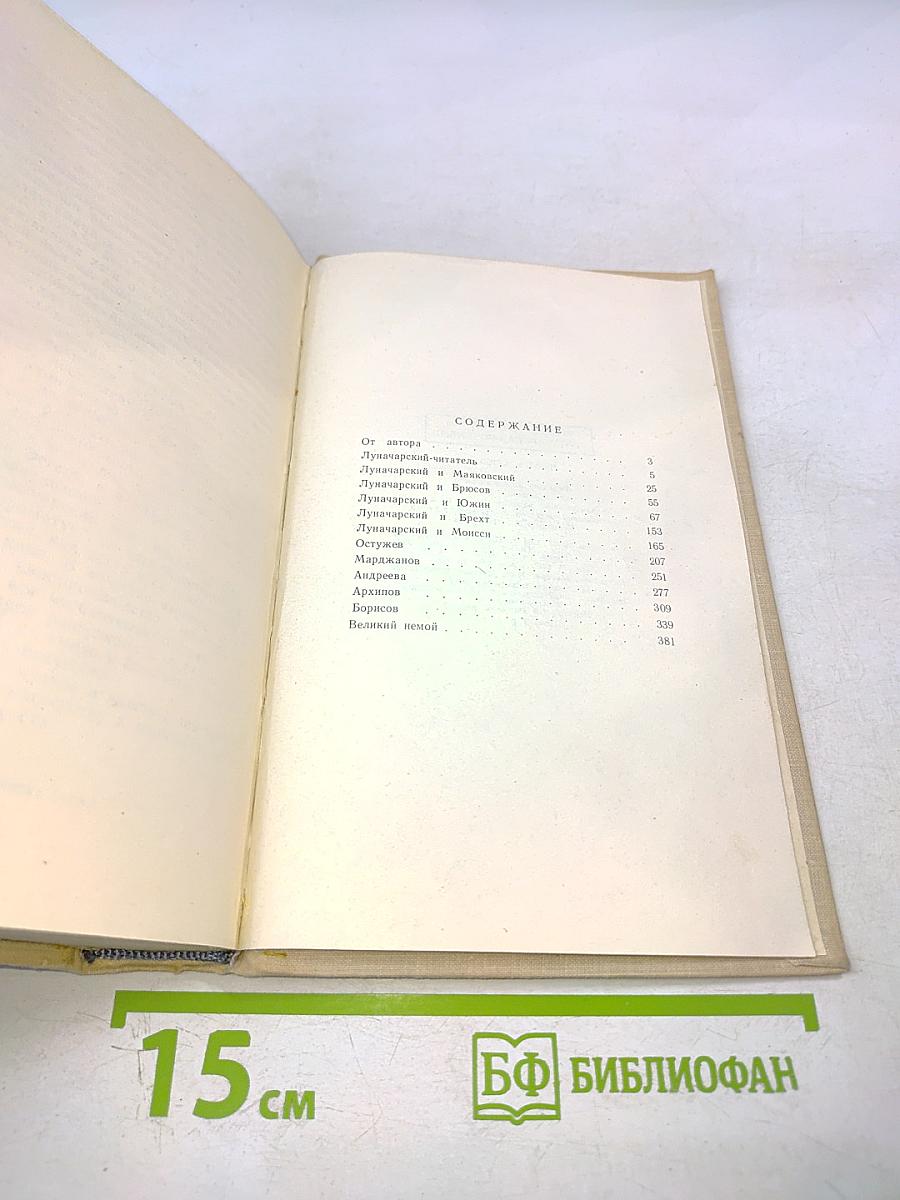 СОДЕРЖАНИЕ
От автора . . . . . . . . . . . . . . 3
Луначарский-читатель . . . . . . . . . . 5
Луначарский и Маяковский . . . . . . . . 25
Луначарский и Брюсов . . . . . . . . . . 55
Луначарский и Южин . . . . . . . . . . 67
Луначарский и Брехт . . . . . . . . . . 153
Луначарский и Моисси . . . . . . . . . . 165
Остужев . . . . . . . . . . . . . . 207
Марджанов . . . . . . . . . . . . . . 251
Андреева . . . . . . . . . . . . . . 277
Архипов . . . . . . . . . . . . . . 309
Борисов . . . . . . . . . . . . . . 339
Великий немой . . . . . . . . . . . . 381
15 см
БФ БИБЛИОФАН